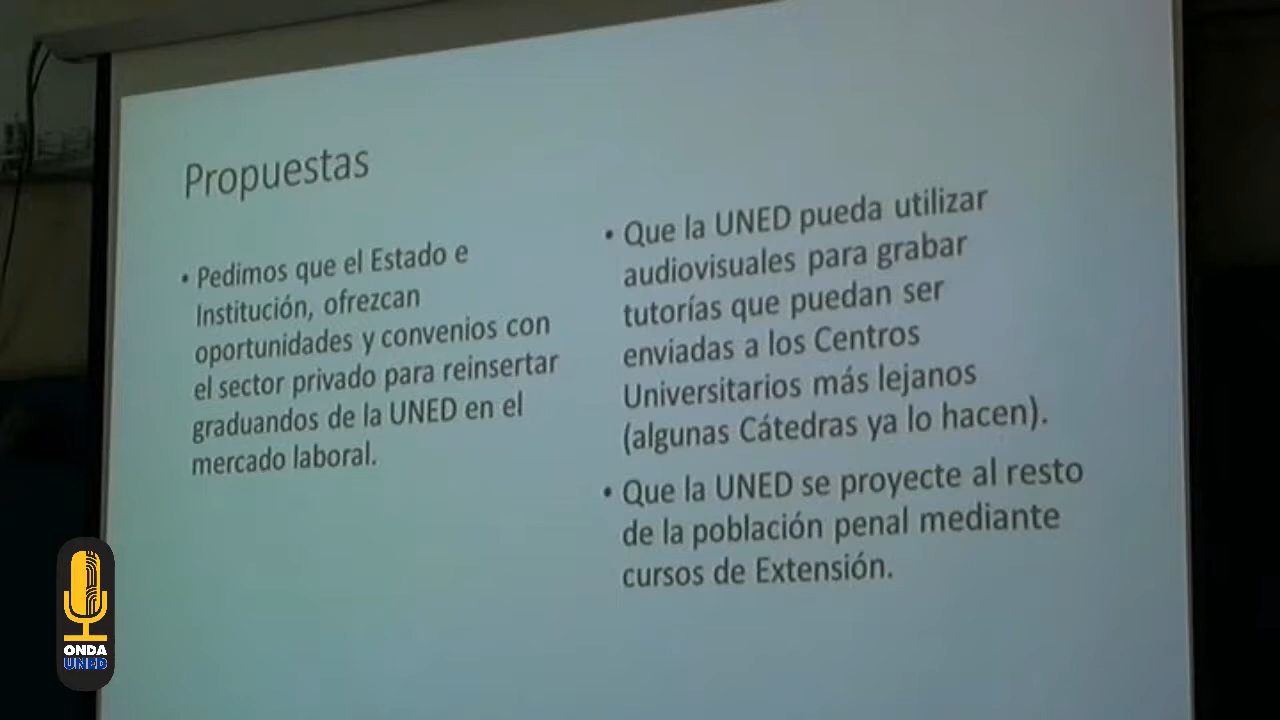 Propuestas
• Pedimos que el Estado e
Institución, ofrezcan
oportunidades y convenios con
el sector privado para reinsertar
graduandos de la UNED en el
mercado laboral.
• Que la UNED pueda utilizar
audiovisuales para grabar
tutorías que puedan ser
enviadas a los Centros
Universitarios más lejanos
(algunas Cátedras ya lo hacen).
• Que la UNED se proyecte al resto
de la población penal mediante
cursos de Extensión.
ONDA
UNED